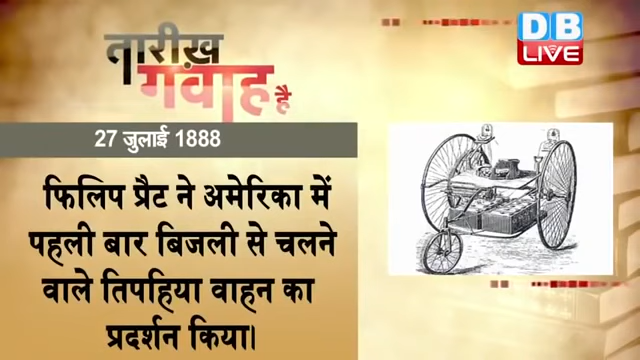 तारीख़
गवाह है
DB
LIVE
27 जुलाई 1888
फिलिप प्रैट ने अमेरिका में
पहली बार बिजली से चलने
वाले तिपहिया वाहन का
प्रदर्शन किया।